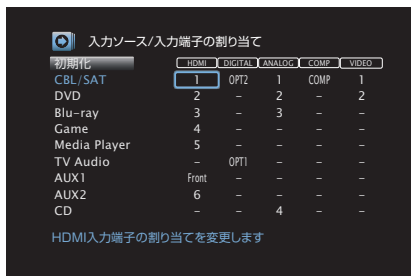 入力ソース/入力端子の割り当て
初期化 HDMI DIGITAL ANALOG COMP VIDEO
CBL/SAT 1 OPT2 1 COMP 1
DVD 2 – 2 – 2
Blu-ray 3 – 3 – –
Game 4 – – – –
Media Player 5 – – – –
TV Audio – OPT1 – – –
AUX1 Front – – – –
AUX2 6 – – – –
CD – – 4 – –
HDMI入力端子の割り当てを変更します